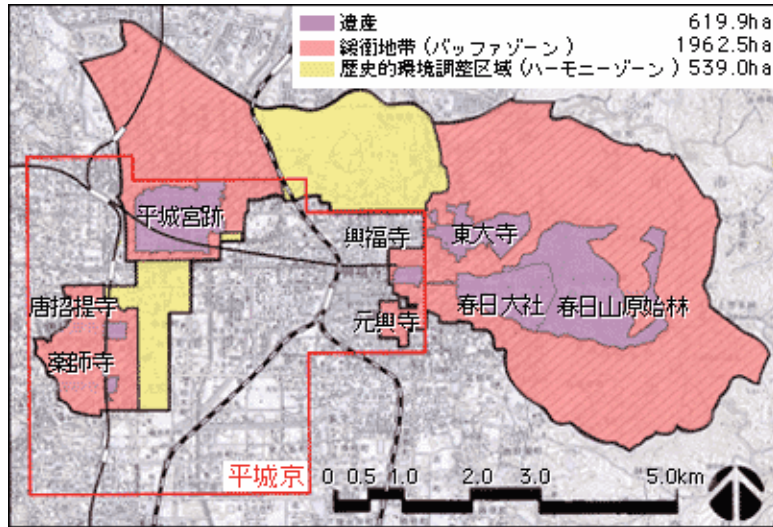 遺産 619.9ha
緩衝地帯(バッファゾーン) 1962.5ha
歴史的環境調整区域(ハーモニーゾーン) 539.0ha
平城宮跡
興福寺
東大寺
唐招提寺
元興寺
春日大社
春日山原始林
薬師寺
平城京
0 0.5 1.0 2.0 3.0 5.0km